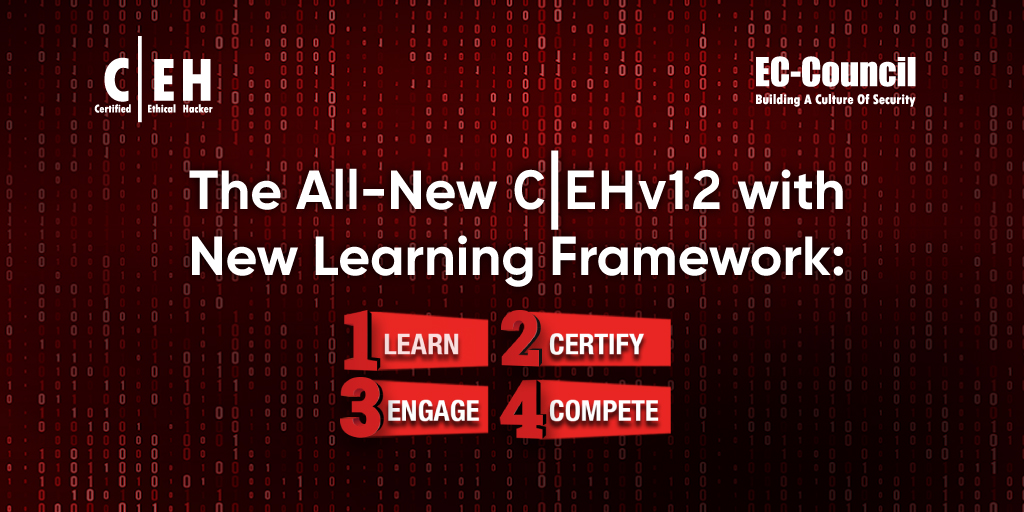 C|EH
Certified Ethical Hacker
EC-Council
Building A Culture Of Security
The All-New C|EHv12 with
New Learning Framework:
1 LEARN
2 CERTIFY
3 ENGAGE
4 COMPETE